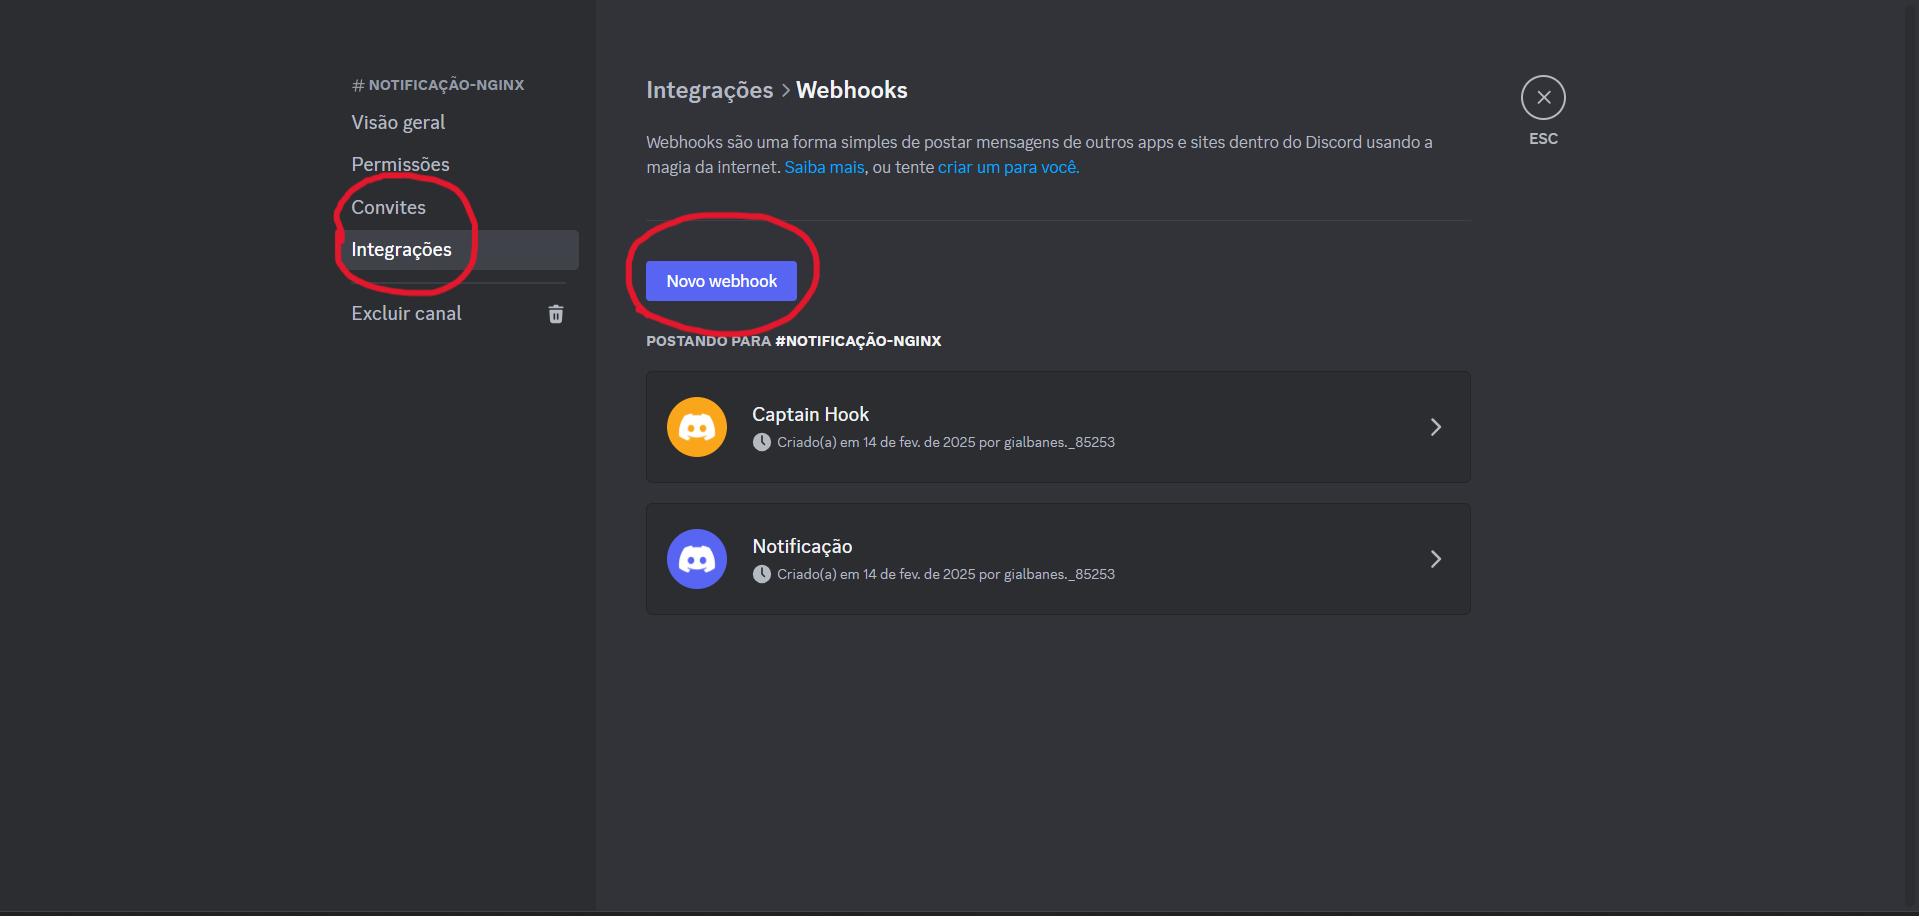 # NOTIFICAÇÃO-NGINX
Visão geral
Permissões
Convites
Integrações
Excluir canal
Integrações > Webhooks
Webhooks são uma forma simples de postar mensagens de outros apps e sites dentro do Discord usando a
magia da internet. Saiba mais, ou tente criar um para você.
Novo webhook
POSTANDO PARA #NOTIFICAÇÃO-NGINX
Captain Hook
Criado(a) em 14 de fev. de 2025 por gialbanes._85253
Notificação
Criado(a) em 14 de fev. de 2025 por gialbanes._85253
ESC